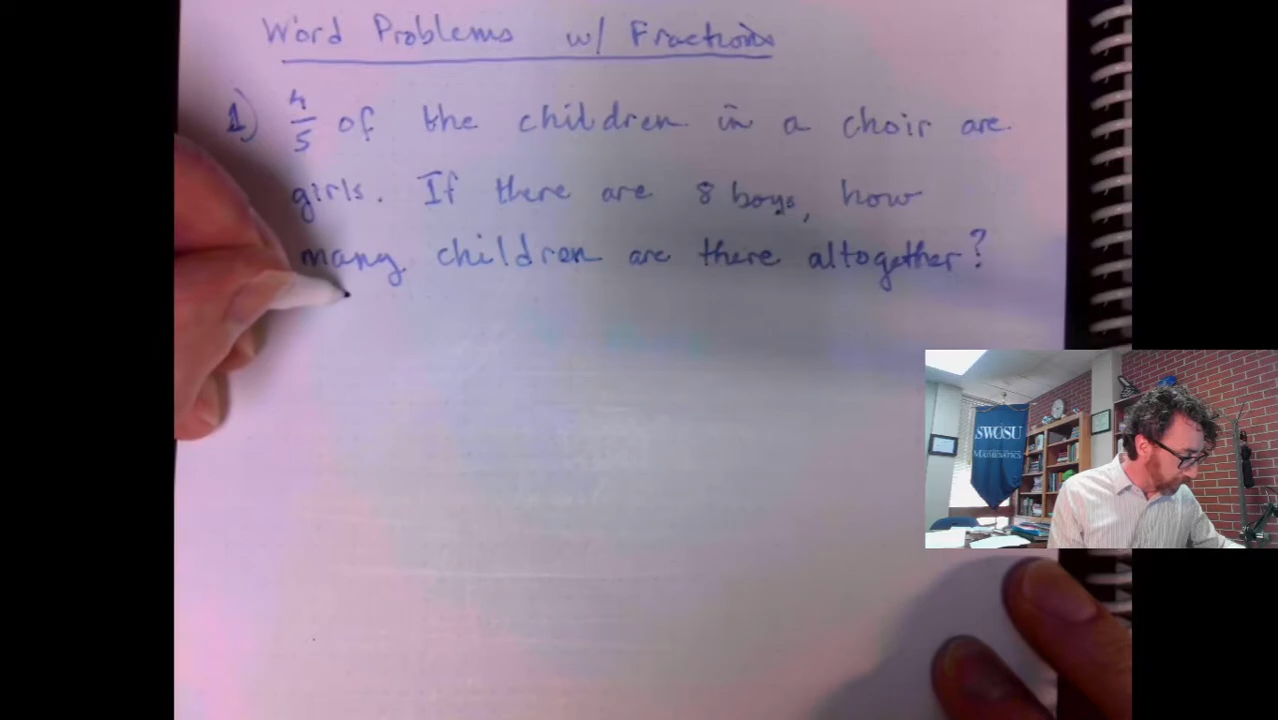 Word Problems w/ Fractions
1) 4/5 of the children in a choir are
girls. If there are 8 boys, how
many children are there altogether?
SWOSU
MATHEMATICS